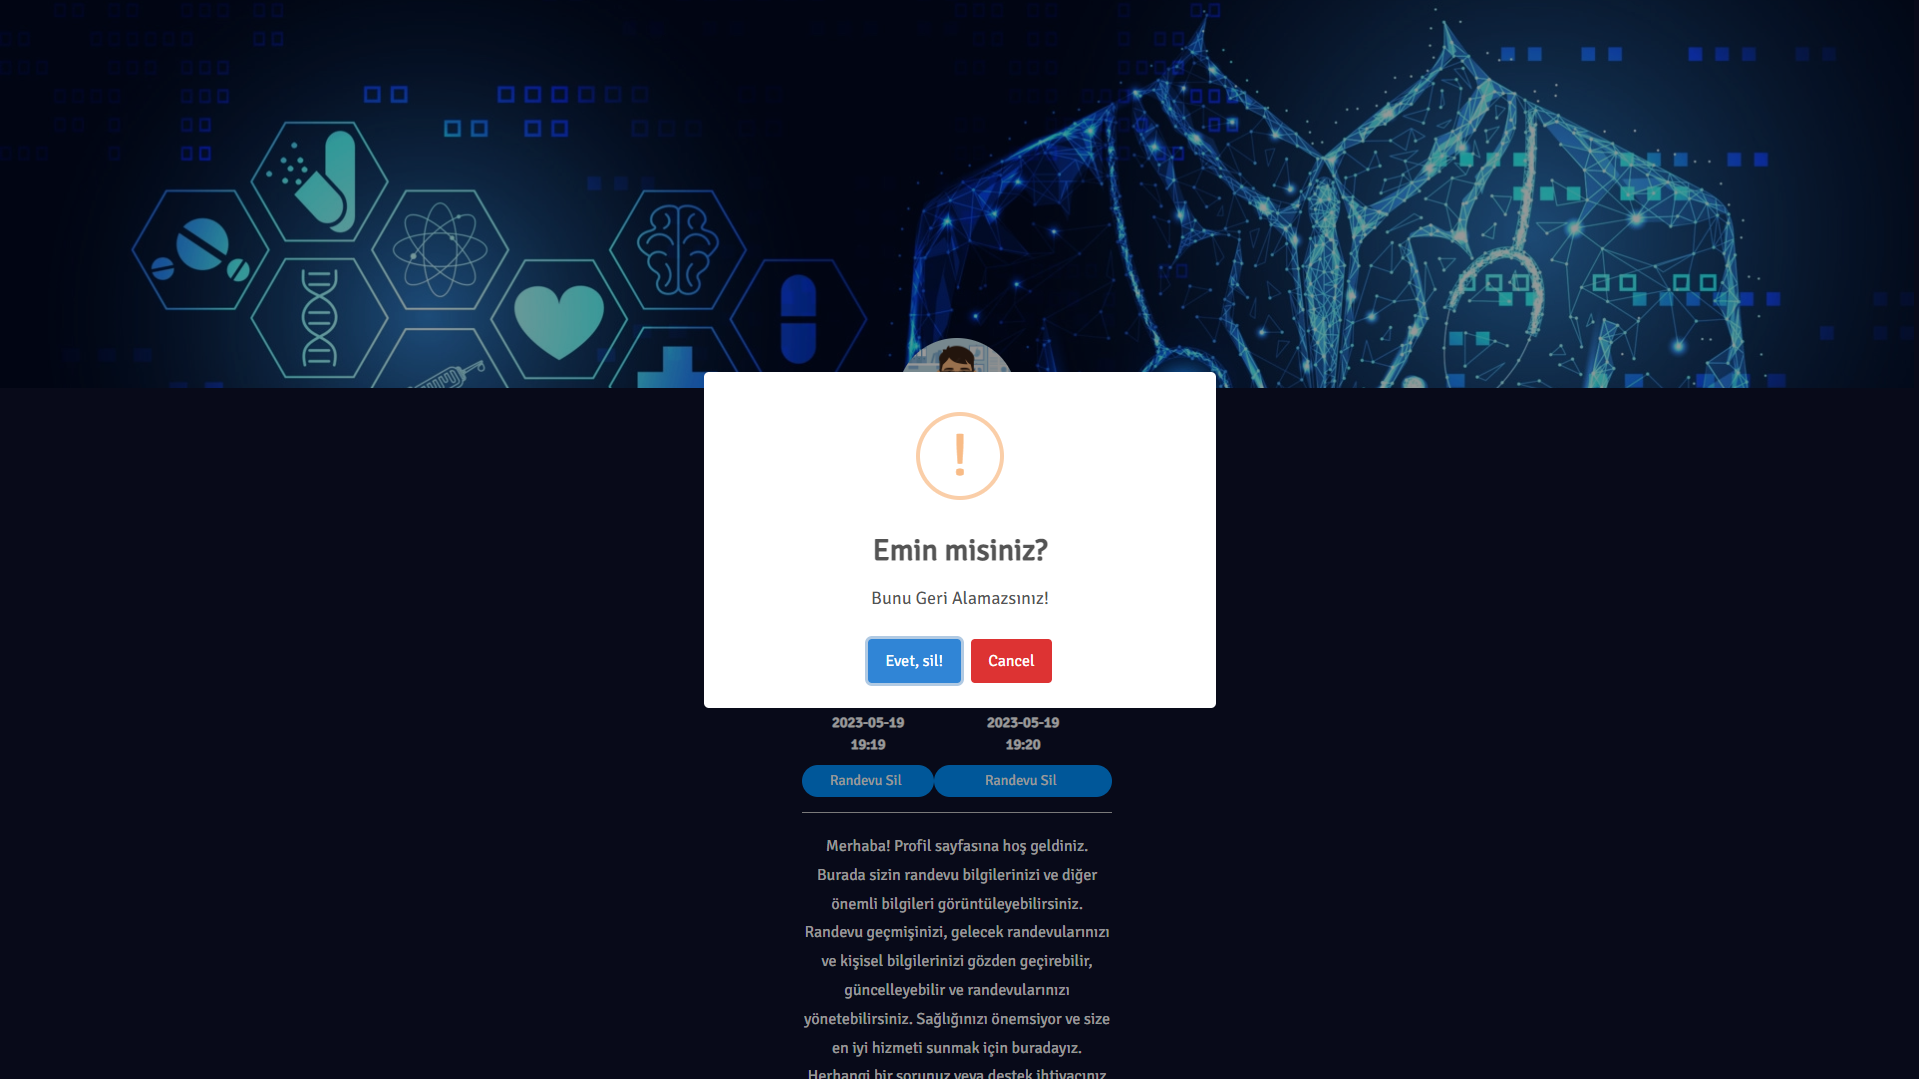 Emin misiniz?
Bunu Geri Alamazsınız!
Evet, sil!
Cancel
2023-05-19
19:19
2023-05-19
19:20
Randevu Sil
Randevu Sil
Merhaba! Profil sayfasına hoş geldiniz.
Burada sizin randevu bilgilerinizi ve diğer
önemli bilgileri görüntüleyebilirsiniz.
Randevu geçmişinizi, gelecek randevularınızı
ve kişisel bilgilerinizi gözden geçirebilir,
güncelleyebilir ve randevularınızı
yönetebilirsiniz. Sağlığınızı önemsiyor ve size
en iyi hizmeti sunmak için buradayız.
Herhangi bir sorunuz veya destek ihtiyacınız